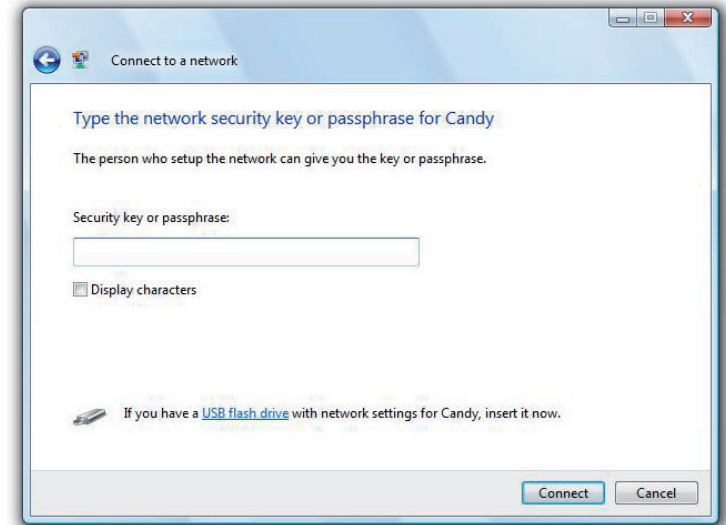 Connect to a network
Type the network security key or passphrase for Candy
The person who setup the network can give you the key or passphrase.
Security key or passphrase:
Display characters
If you have a USB flash drive with network settings for Candy, insert it now.
Connect
Cancel